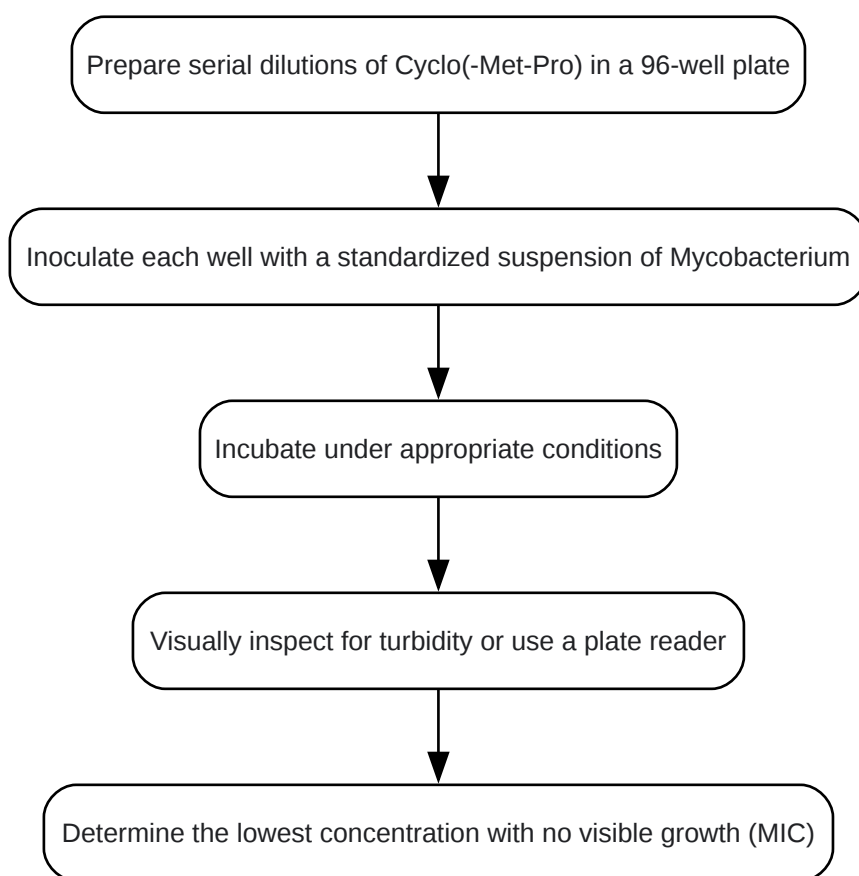 Prepare serial dilutions of Cyclo(-Met-Pro) in a 96-well plate
Inoculate each well with a standardized suspension of Mycobacterium
Incubate under appropriate conditions
Visually inspect for turbidity or use a plate reader
Determine the lowest concentration with no visible growth (MIC)